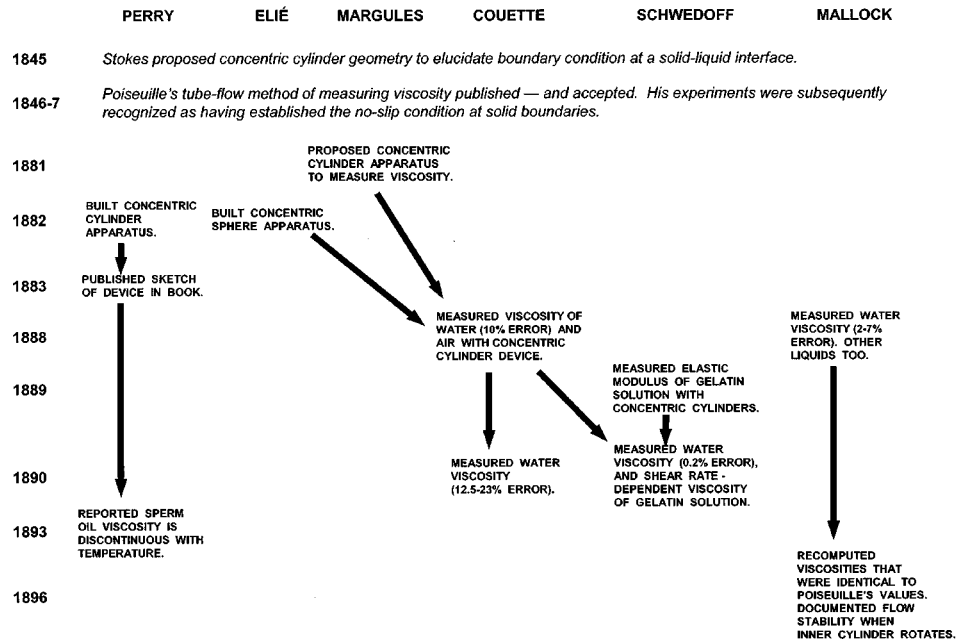 PERRY ELIÉ MARGULES COUETTE SCHWEDOFF MALLOCK
1845
Stokes proposed concentric cylinder geometry to elucidate boundary condition at a solid-liquid interface.
1846-7
Poiseuille's tube-flow method of measuring viscosity published — and accepted. His experiments were subsequently
recognized as having established the no-slip condition at solid boundaries.
1881
PROPOSED CONCENTRIC
CYLINDER APPARATUS
TO MEASURE VISCOSITY.
1882
BUILT CONCENTRIC
CYLINDER
APPARATUS.
BUILT CONCENTRIC
SPHERE APPARATUS.
1883
PUBLISHED SKETCH
OF DEVICE IN BOOK.
1888
MEASURED VISCOSITY OF
WATER (10% ERROR) AND
AIR WITH CONCENTRIC
CYLINDER DEVICE.
MEASURED WATER
VISCOSITY (2-7%
ERROR). OTHER
LIQUIDS TOO.
1889
MEASURED ELASTIC
MODULUS OF GELATIN
SOLUTION WITH
CONCENTRIC CYLINDERS.
1890
MEASURED WATER
VISCOSITY
(12.5-23% ERROR).
MEASURED WATER
VISCOSITY (0.2% ERROR),
AND SHEAR RATE -
DEPENDENT VISCOSITY
OF GELATIN SOLUTION.
1893
REPORTED SPERM
OIL VISCOSITY IS
DISCONTINUOUS WITH
TEMPERATURE.
1896
RECOMPUTED
VISCOSITIES THAT
WERE IDENTICAL TO
POISEUILLE'S VALUES.
DOCUMENTED FLOW
STABILITY WHEN
INNER CYLINDER ROTATES.